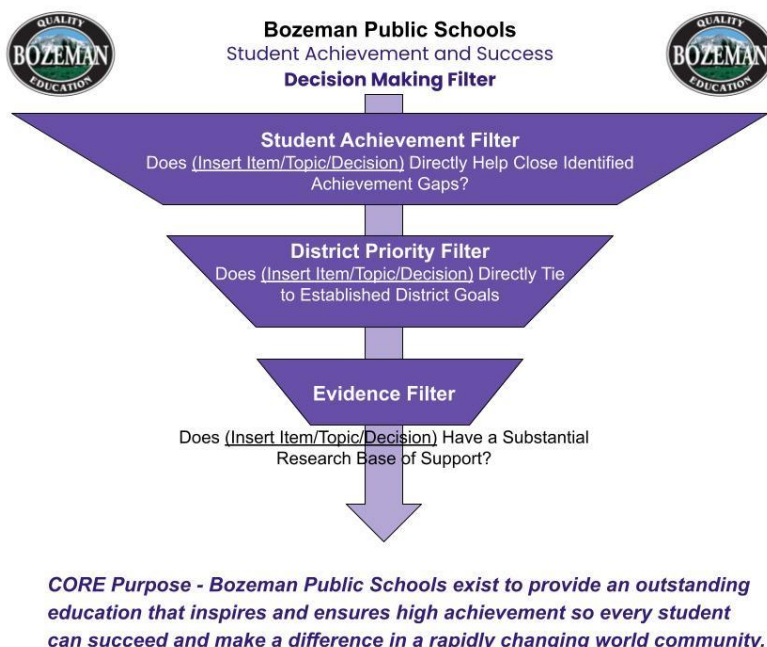 Bozeman Public Schools
Student Achievement and Success
Decision Making Filter
QUALITY
BOZEMAN
EDUCATION
QUALITY
BOZEMAN
EDUCATION
Student Achievement Filter
Does (Insert Item/Topic/Decision) Directly Help Close Identified
Achievement Gaps?
District Priority Filter
Does (Insert Item/Topic/Decision) Directly Tie
to Established District Goals
Evidence Filter
Does (Insert Item/Topic/Decision) Have a Substantial
Research Base of Support?
CORE Purpose - Bozeman Public Schools exist to provide an outstanding
education that inspires and ensures high achievement so every student
can succeed and make a difference in a rapidly changing world community.